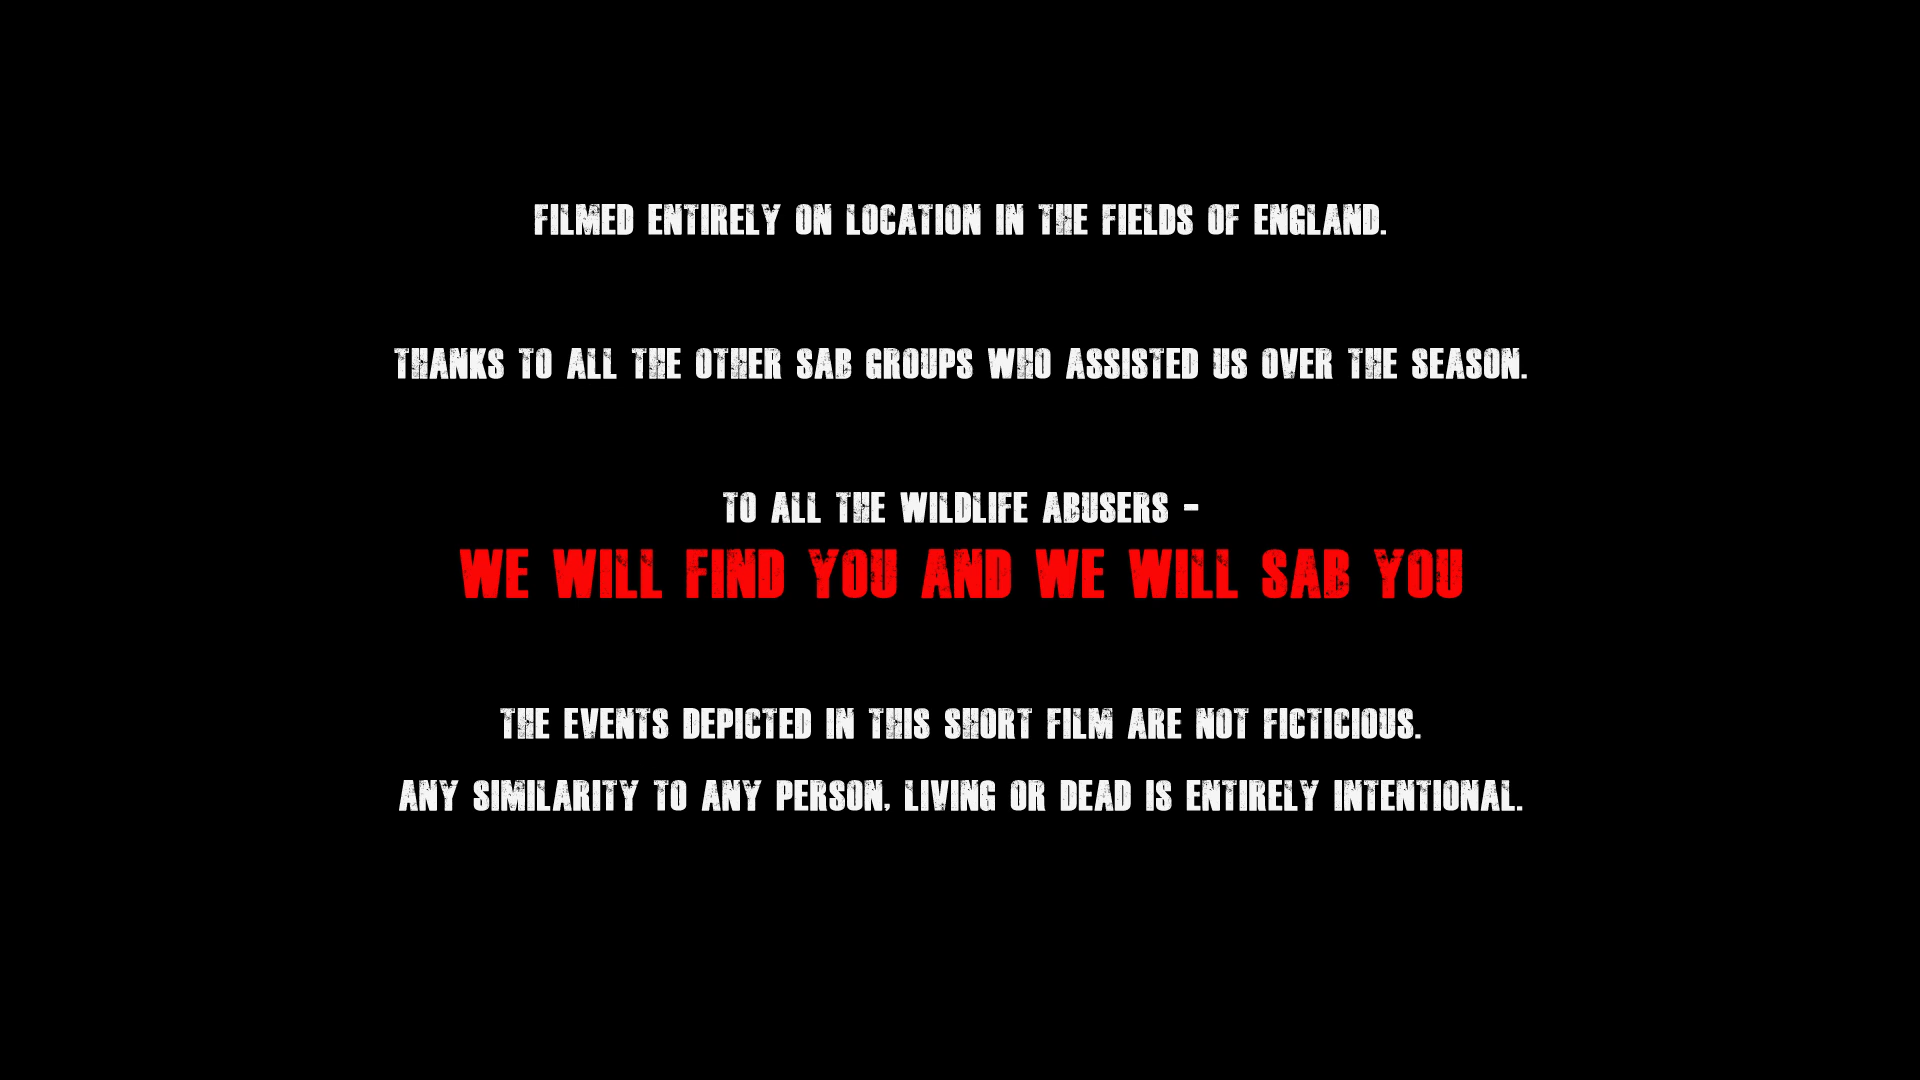 FILMED ENTIRELY ON LOCATION IN THE FIELDS OF ENGLAND.
THANKS TO ALL THE OTHER SAB GROUPS WHO ASSISTED US OVER THE SEASON.
TO ALL THE WILDLIFE ABUSERS -
WE WILL FIND YOU AND WE WILL SAB YOU
THE EVENTS DEPICTED IN THIS SHORT FILM ARE NOT FICTICIOUS.
ANY SIMILARITY TO ANY PERSON, LIVING OR DEAD IS ENTIRELY INTENTIONAL.